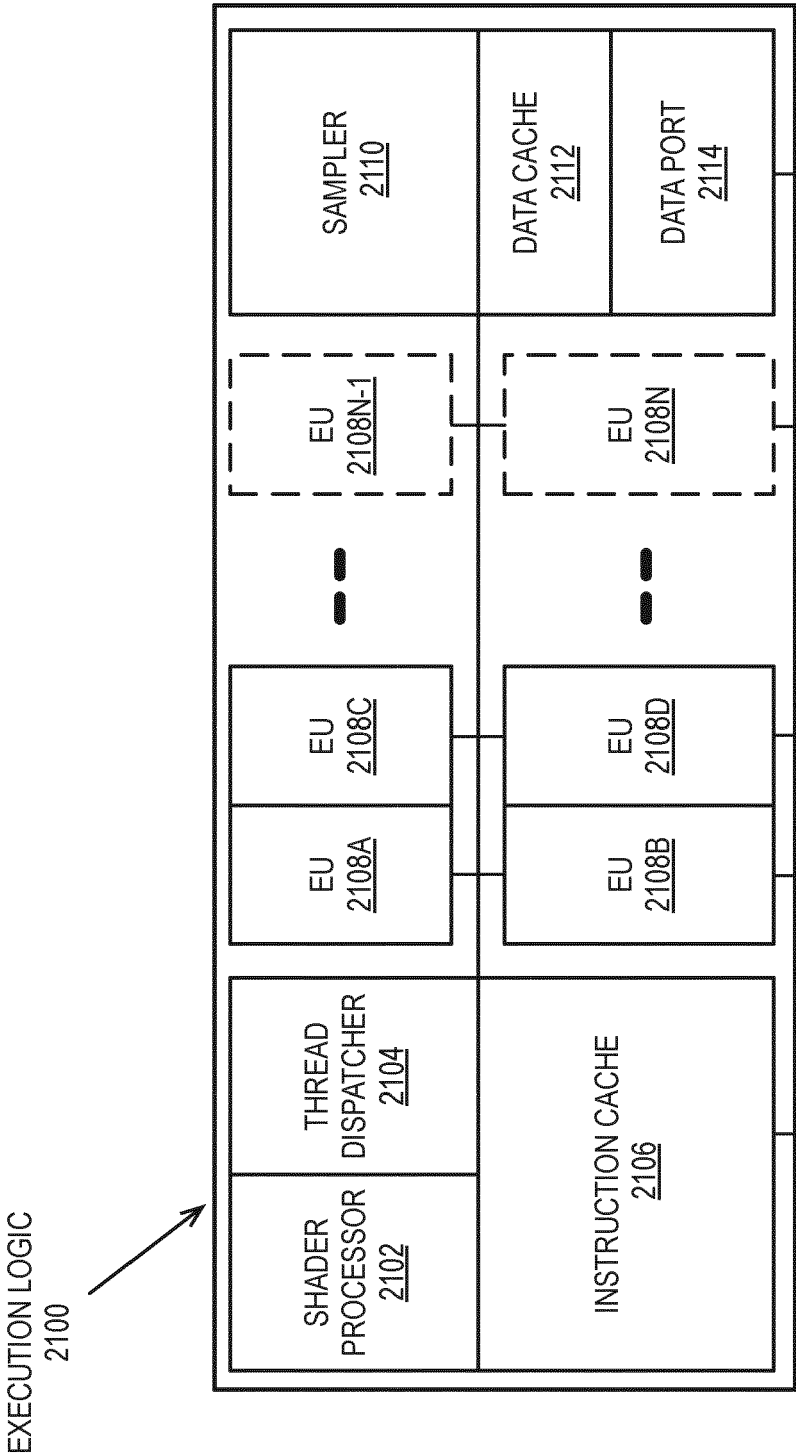 EXECUTION LOGIC
2100
SHADER
PROCESSOR
2102
THREAD
DISPATCHER
2104
INSTRUCTION CACHE
2106
EU
2108A
EU
2108C
EU
2108B
EU
2108D
EU
2108N-1
EU
2108N
SAMPLER
2110
DATA CACHE
2112
DATA PORT
2114